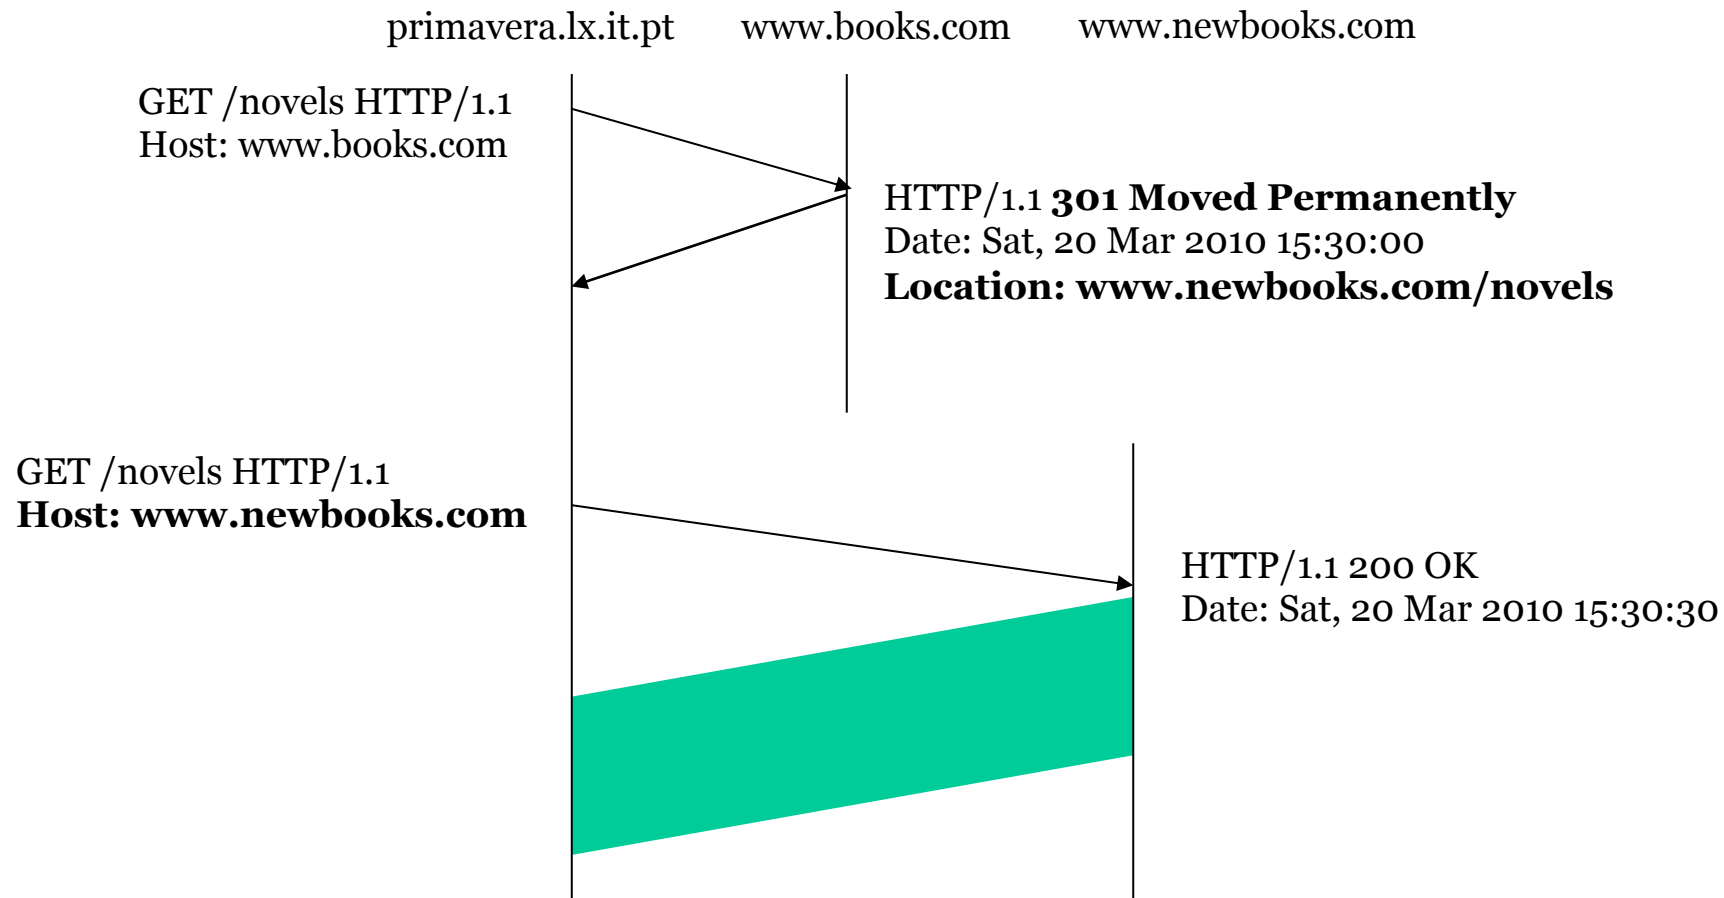 primavera.lx.it.pt www.books.com www.newbooks.com
GET /novels HTTP/1.1
Host: www.books.com
HTTP/1.1 301 Moved Permanently
Date: Sat, 20 Mar 2010 15:30:00
Location: www.newbooks.com/novels
GET /novels HTTP/1.1
Host: www.newbooks.com
HTTP/1.1 200 OK
Date: Sat, 20 Mar 2010 15:30:30